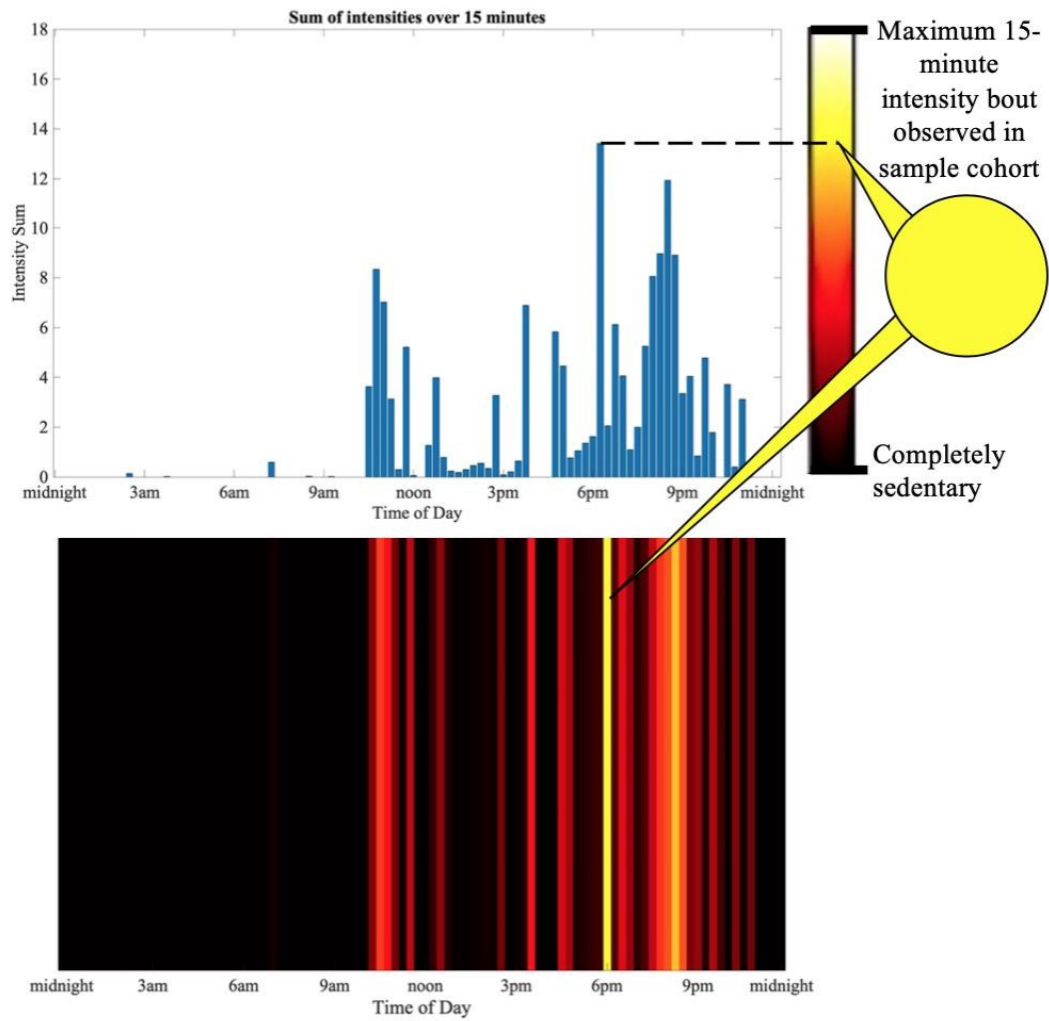 Sum of intensities over 15 minutes
18
16
14
12
10
8
6
4
2
0
Intensity Sum
midnight 3am 6am 9am noon 3pm 6pm 9pm midnight
Time of Day
Maximum 15-
minute
intensity bout
observed in
sample cohort
Completely
sedentary
midnight 3am 6am 9am noon 3pm 6pm 9pm midnight
Time of Day